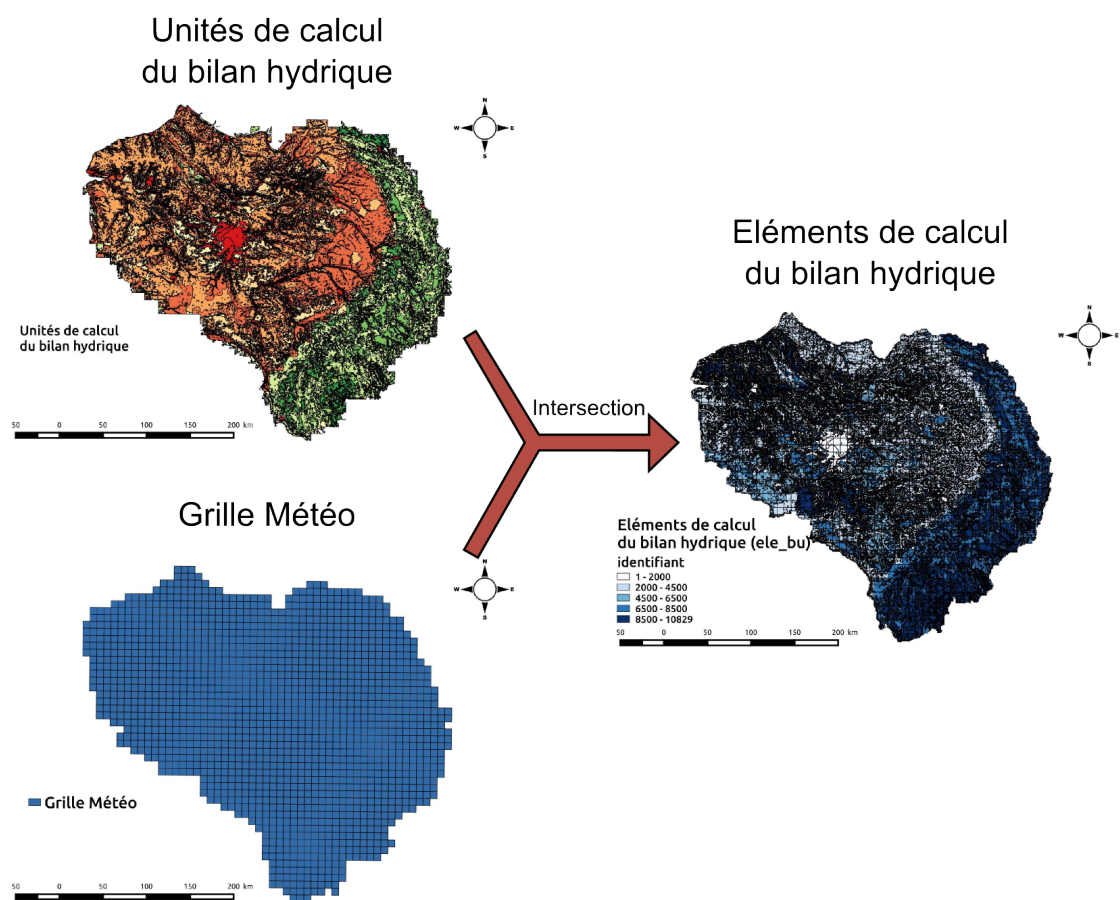 Unités de calcul
du bilan hydrique
N
W E
S
Unités de calcul
du bilan hydrique
50 0 50 100 150 200 km
Grille Météo
N
W E
S
Grille Météo
50 0 50 100 150 200 km
Intersection
Eléments de calcul
du bilan hydrique
N
W E
S
Eléments de calcul
du bilan hydrique (ele_bu)
identifiant
1 - 2000
2000 - 4500
4500 - 6500
6500 - 8500
8500 - 10829
50 0 50 100 150 200 km